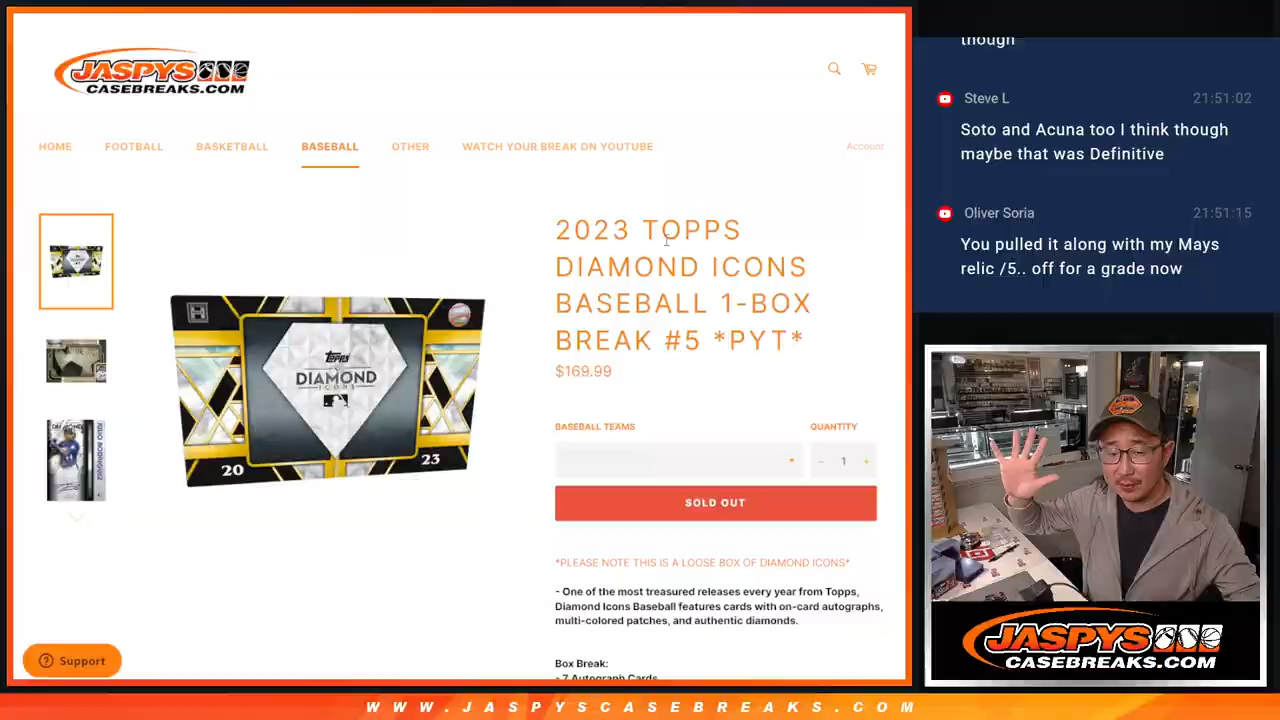 JASPYS
CASEBREAKS.COM
HOME
FOOTBALL
BASKETBALL
BASEBALL
OTHER
WATCH YOUR BREAK ON YOUTUBE
Account
2023 TOPPS
DIAMOND ICONS
BASEBALL 1-BOX
BREAK #5 *PYT*
$169.99
BASEBALL TEAMS
QUANTITY
− 1 +
SOLD OUT
*PLEASE NOTE THIS IS A LOOSE BOX OF DIAMOND ICONS*
- One of the most treasured releases every year from Topps,
Diamond Icons Baseball features cards with on-card autographs,
multi-colored patches, and authentic diamonds.
Box Break:
- 7 Autograph Cards
topps
DIAMOND
ICONS
20
23
Support
though
Steve L
21:51:02
Soto and Acuna too I think though
maybe that was Definitive
Oliver Soria
21:51:15
You pulled it along with my Mays
relic /5.. off for a grade now
JASPYS
CASEBREAKS.COM
WWW.JASPYSCASEBREAKS.COM